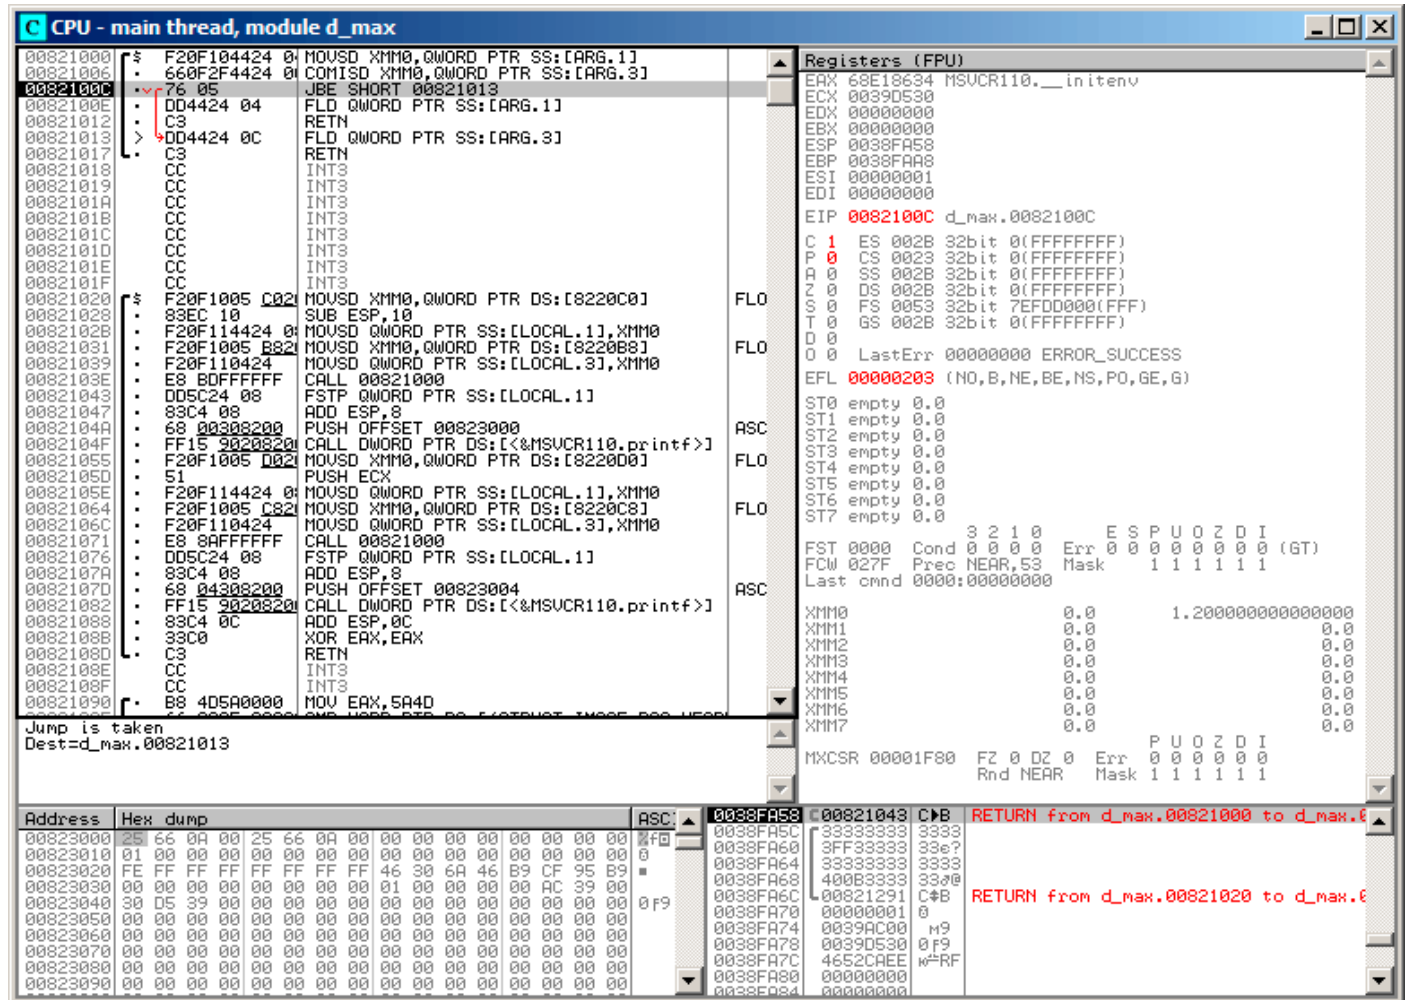 CPU - main thread, module d_max
00821000 $ F20F104424 0 MOVSD XMM0,QWORD PTR SS:[ARG.1]
00821006 . 660F2F4424 0 COMISD XMM0,QWORD PTR SS:[ARG.3]
0082100C . 76 05 JBE SHORT 00821013
0082100E . DD4424 04 FLD QWORD PTR SS:[ARG.1]
00821012 . C3 RETN
00821013 > DD4424 0C FLD QWORD PTR SS:[ARG.3]
00821017 . C3 RETN
00821018 CC INT3
00821019 CC INT3
0082101A CC INT3
0082101B CC INT3
0082101C CC INT3
0082101D CC INT3
0082101E CC INT3
0082101F CC INT3
00821020 $ F20F1005 C02 MOVSD XMM0,QWORD PTR DS:[8220C0] FLO
00821028 . 83EC 10 SUB ESP,10
0082102B . F20F114424 0 MOVSD QWORD PTR SS:[LOCAL.1],XMM0
00821031 . F20F1005 B82 MOVSD XMM0,QWORD PTR DS:[8220B8] FLO
00821039 . F20F110424 MOVSD QWORD PTR SS:[LOCAL.3],XMM0
0082103E . E8 BDFFFFFF CALL 00821000
00821043 . DD5C24 08 FSTP QWORD PTR SS:[LOCAL.1]
00821047 . 83C4 08 ADD ESP,8
0082104A . 68 00308200 PUSH OFFSET 00823000 ASC
0082104F . FF15 90208200 CALL DWORD PTR DS:[<&MSVCR110.printf>]
00821055 . F20F1005 D02 MOVSD XMM0,QWORD PTR DS:[8220D0] FLO
0082105D . 51 PUSH ECX
0082105E . F20F114424 0 MOVSD QWORD PTR SS:[LOCAL.1],XMM0
00821064 . F20F1005 C82 MOVSD XMM0,QWORD PTR DS:[8220C8] FLO
0082106C . F20F110424 MOVSD QWORD PTR SS:[LOCAL.3],XMM0
00821071 . E8 8AFFFFFF CALL 00821000
00821076 . DD5C24 08 FSTP QWORD PTR SS:[LOCAL.1]
0082107A . 83C4 08 ADD ESP,8
0082107D . 68 04308200 PUSH OFFSET 00823004 ASC
00821082 . FF15 90208200 CALL DWORD PTR DS:[<&MSVCR110.printf>]
00821088 . 83C4 0C ADD ESP,0C
0082108B . 33C0 XOR EAX,EAX
0082108D . C3 RETN
0082108E CC INT3
0082108F CC INT3
00821090 . B8 4D5A0000 MOV EAX,5A4D
Jump is taken
Dest=d_max.00821013
Registers (FPU)
EAX 68E18634 MSVCR110.__initenv
ECX 0039D530
EDX 00000000
EBX 00000000
ESP 0038FA58
EBP 0038FAA8
ESI 00000001
EDI 00000000
EIP 0082100C d_max.0082100C
C 1 ES 002B 32bit 0(FFFFFFFF)
P 0 CS 0023 32bit 0(FFFFFFFF)
A 0 SS 002B 32bit 0(FFFFFFFF)
Z 0 DS 002B 32bit 0(FFFFFFFF)
S 0 FS 0053 32bit 7EFDD000(FFF)
T 0 GS 002B 32bit 0(FFFFFFFF)
D 0
O 0 LastErr 00000000 ERROR_SUCCESS
EFL 00000203 (NO,B,NE,BE,NS,PO,GE,G)
ST0 empty 0.0
ST1 empty 0.0
ST2 empty 0.0
ST3 empty 0.0
ST4 empty 0.0
ST5 empty 0.0
ST6 empty 0.0
ST7 empty 0.0
3 2 1 0 E S P U O Z D I
FST 0000 Cond 0 0 0 0 Err 0 0 0 0 0 0 0 0 (GT)
FCW 027F Prec NEAR,53 Mask 1 1 1 1 1 1
Last cmnd 0000:00000000
XMM0 0.0 1.200000000000000
XMM1 0.0 0.0
XMM2 0.0 0.0
XMM3 0.0 0.0
XMM4 0.0 0.0
XMM5 0.0 0.0
XMM6 0.0 0.0
XMM7 0.0 0.0
P U O Z D I
MXCSR 00001F80 FZ 0 DZ 0 Err 0 0 0 0 0 0
Rnd NEAR Mask 1 1 1 1 1 1
Address Hex dump ASC
00823000 25 66 0A 00 25 66 0A 00 00 00 00 00 00 00 00 00 %f
00823010 01 00 00 00 00 00 00 00 00 00 00 00 00 00 00 00
00823020 FE FF FF FF FF FF FF FF 46 30 6A 46 B9 CF 95 B9
00823030 00 00 00 00 00 00 00 00 01 00 00 00 00 AC 39 00
00823040 30 D5 39 00 00 00 00 00 00 00 00 00 00 00 00 00 0 9
00823050 00 00 00 00 00 00 00 00 00 00 00 00 00 00 00 00
00823060 00 00 00 00 00 00 00 00 00 00 00 00 00 00 00 00
00823070 00 00 00 00 00 00 00 00 00 00 00 00 00 00 00 00
00823080 00 00 00 00 00 00 00 00 00 00 00 00 00 00 00 00
00823090 00 00 00 00 00 00 00 00 00 00 00 00 00 00 00 00
0038FA58 00821043 C►B RETURN from d_max.00821000 to d_max.
0038FA5C 33333333 3333
0038FA60 3FF33333 33e?
0038FA64 33333333 3333
0038FA68 400B3333 33♂@
0038FA6C 00821291 С‡B RETURN from d_max.00821020 to d_max.
0038FA70 00000001
0038FA74 0039AC00 м9
0038FA78 0039D530 0 9
0038FA7C 4652CAEE RF
0038FA80 00000000
0038FA84 00000000